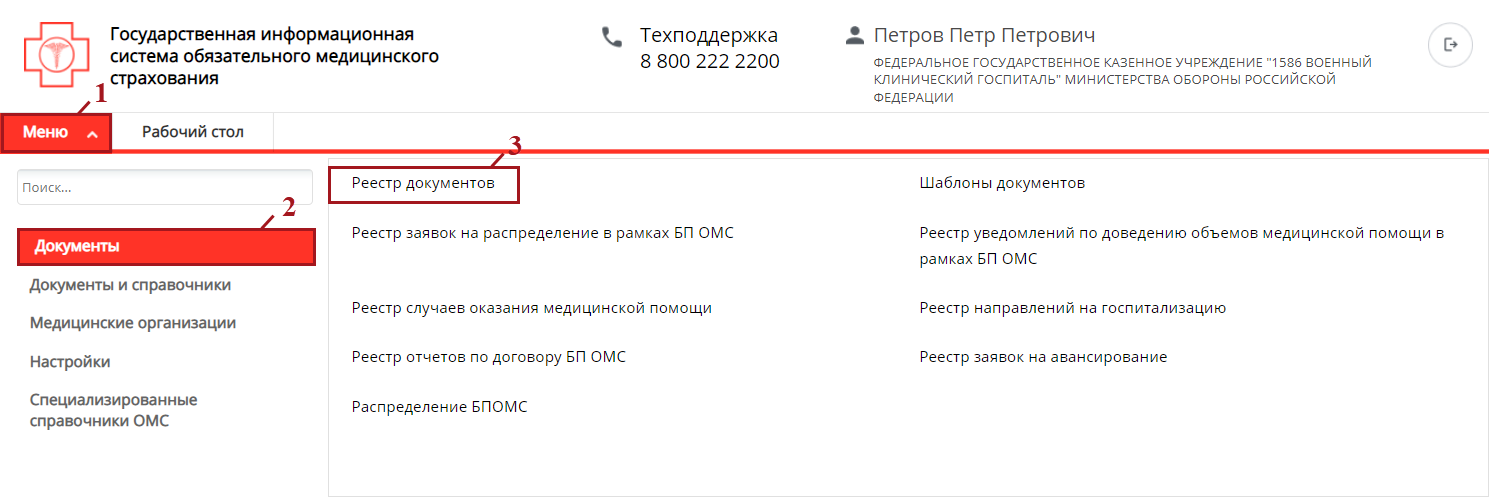 Государственная информационная
система обязательного медицинского
страхования
Техподдержка
8 800 222 2200
Петров Петр Петрович
ФЕДЕРАЛЬНОЕ ГОСУДАРСТВЕННОЕ КАЗЕННОЕ УЧРЕЖДЕНИЕ "1586 ВОЕННЫЙ
КЛИНИЧЕСКИЙ ГОСПИТАЛЬ" МИНИСТЕРСТВА ОБОРОНЫ РОССИЙСКОЙ
ФЕДЕРАЦИИ
1
Меню
Рабочий стол
3
Поиск...
2
Документы
Документы и справочники
Медицинские организации
Настройки
Специализированные
справочники ОМС
Реестр документов
Шаблоны документов
Реестр заявок на распределение в рамках БП ОМС
Реестр уведомлений по доведению объемов медицинской помощи в
рамках БП ОМС
Реестр случаев оказания медицинской помощи
Реестр направлений на госпитализацию
Реестр отчетов по договору БП ОМС
Реестр заявок на авансирование
Распределение БПОМС